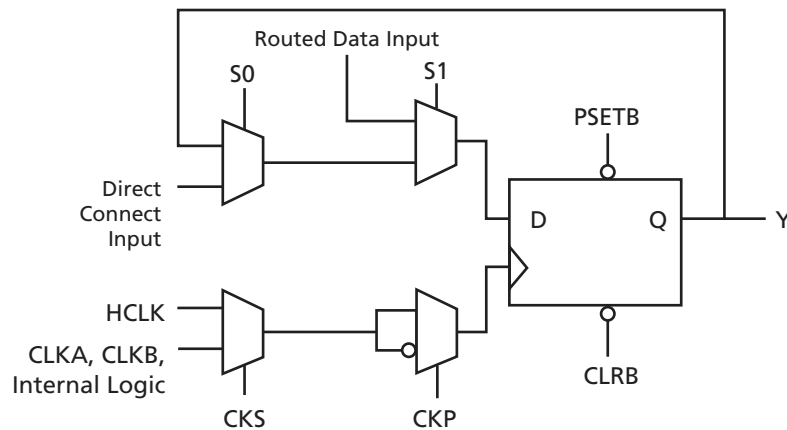 Routed Data Input
S0
S1
PSETB
Direct
Connect
Input
D
Q
Y
HCLK
CLKA, CLKB,
Internal Logic
CLRB
CKS
CKP